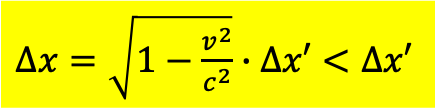 Δx = √(1 − v²/c²) · Δx′ < Δx′